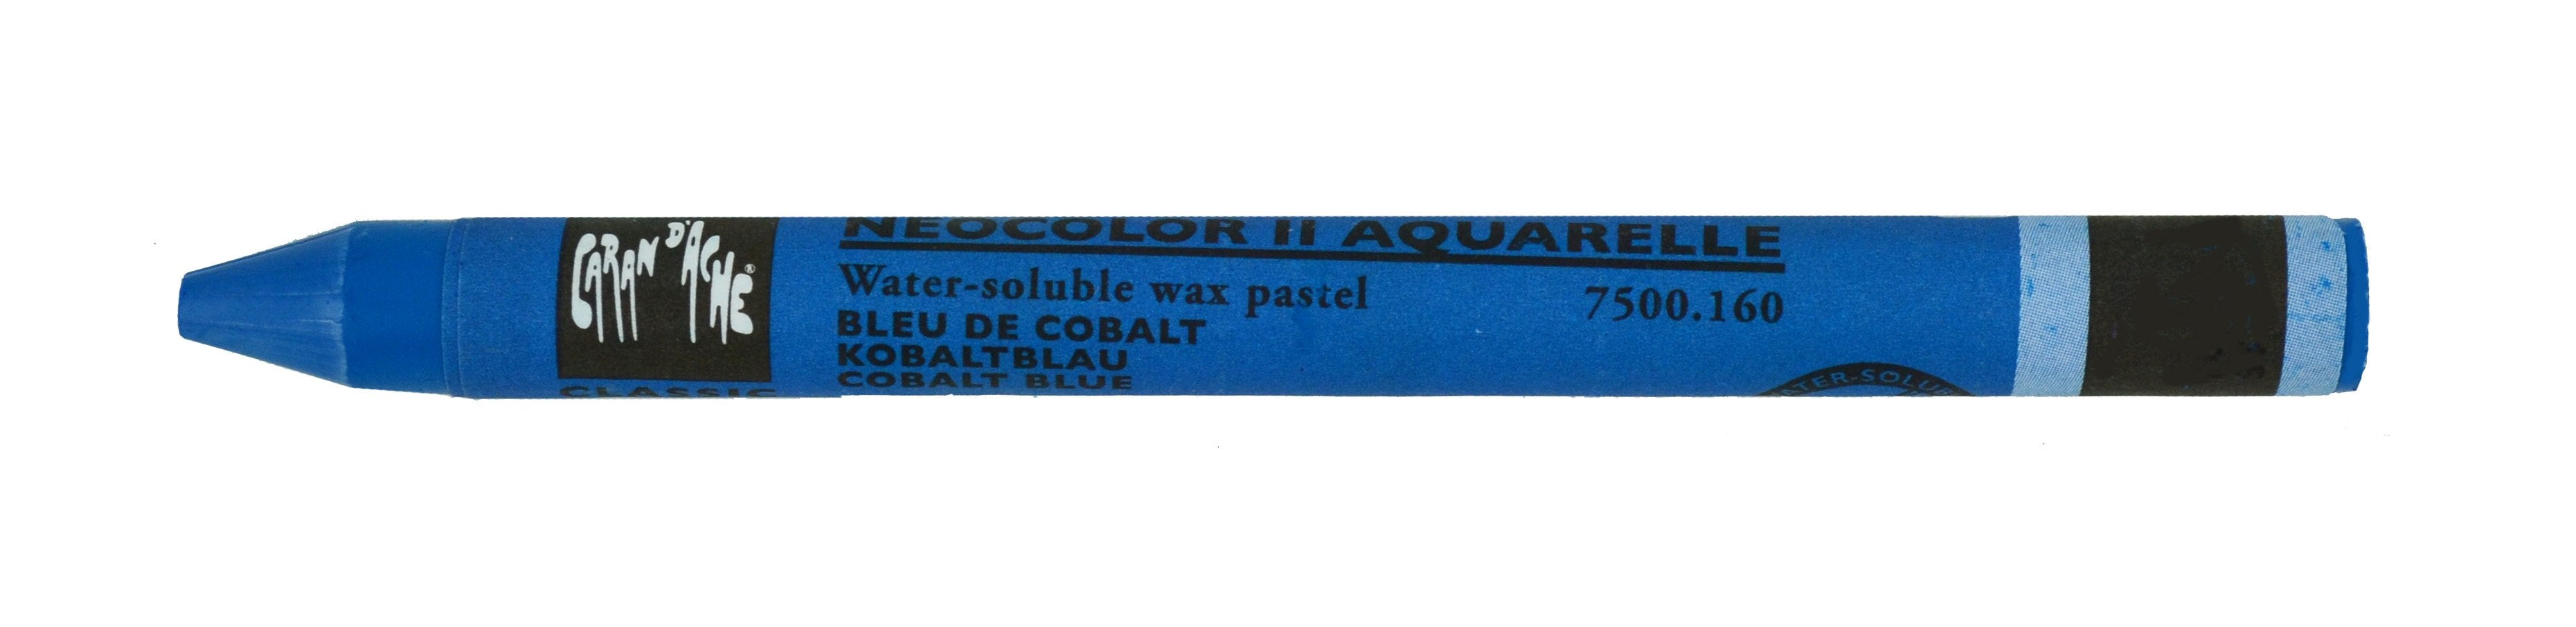 CARAN D'ACHE®
CLASSIC
NEOCOLOR II AQUARELLE
Water-soluble wax pastel 7500.160
BLEU DE COBALT
KOBALTBLAU
COBALT BLUE